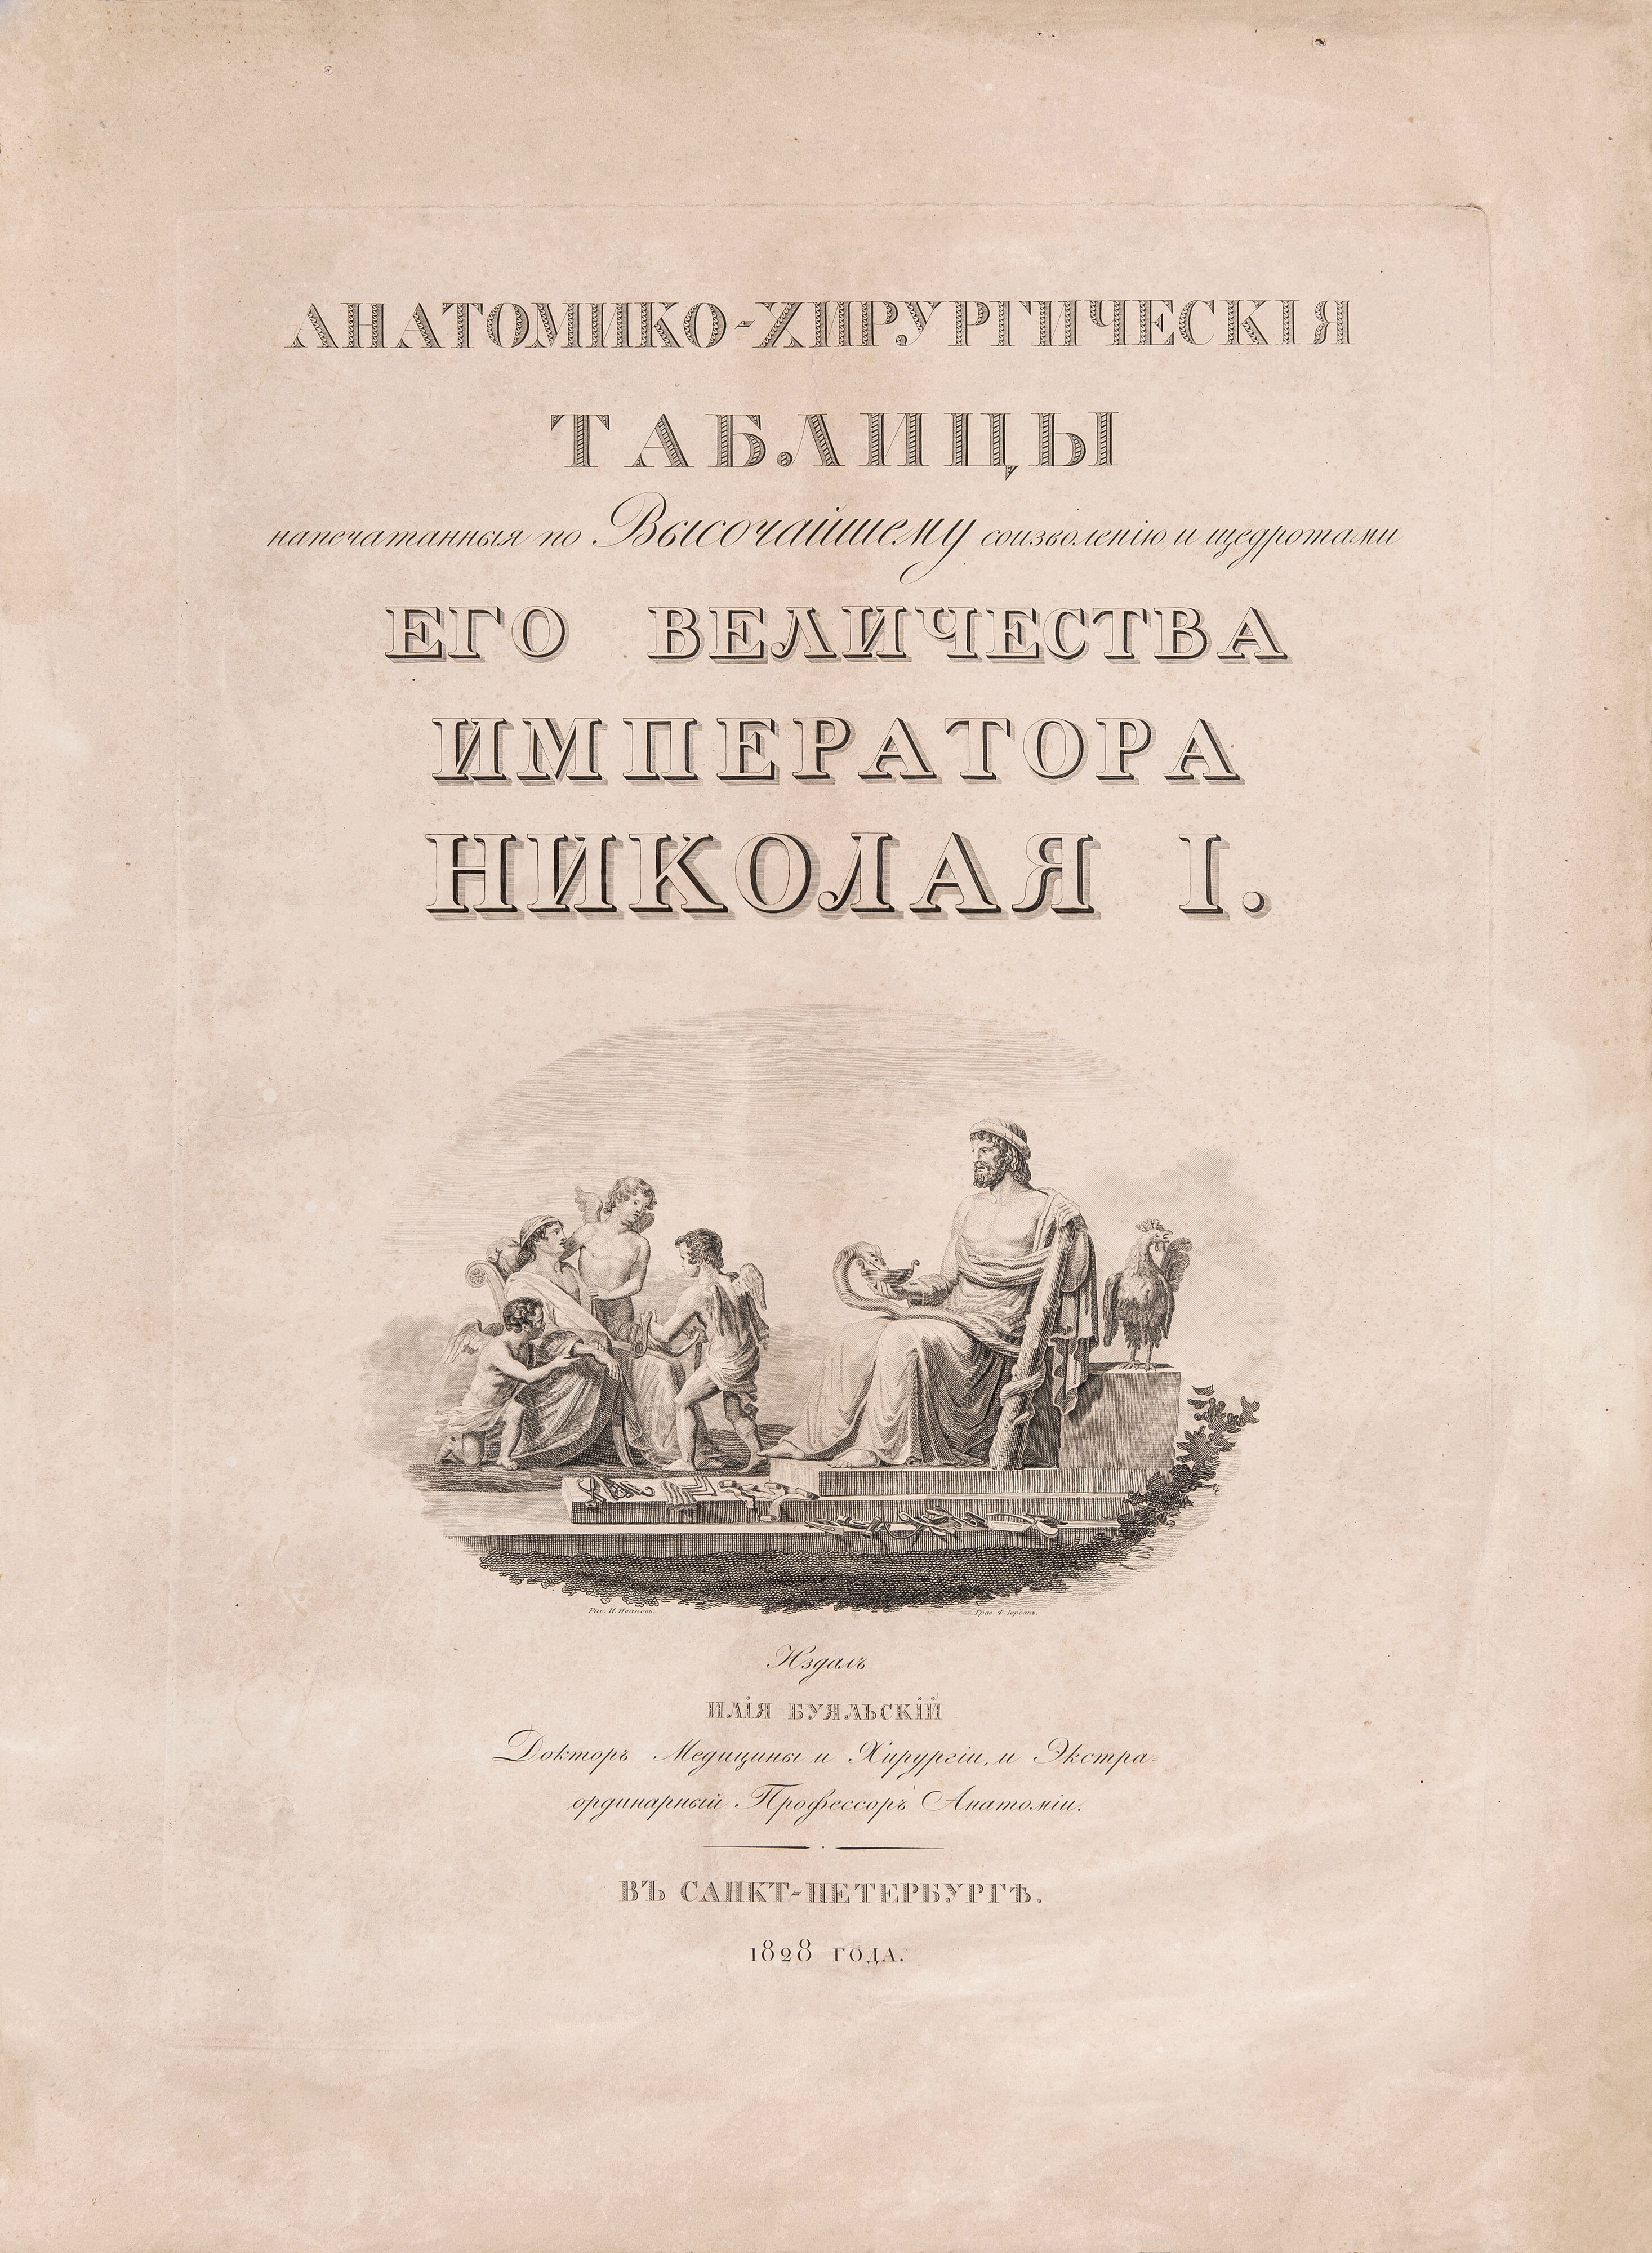 АНАТОМИКО-ХИРУРГИЧЕСКІЯ
ТАБЛИЦЫ
напечатанныя по Высочайшему соизволенію и щедротами
ЕГО ВЕЛИЧЕСТВА
ИМПЕРАТОРА
НИКОЛАЯ I.
Рис. И. Ивановъ. Грав. Ф. Іорданъ.
Издалъ
ИЛІЯ БУЯЛЬСКІЙ
Докторъ Медицины и Хирургіи, и Экстра-
ординарный Профессоръ Анатоміи.
ВЪ САНКТ-ПЕТЕРБУРГѢ.
1828 ГОДА.